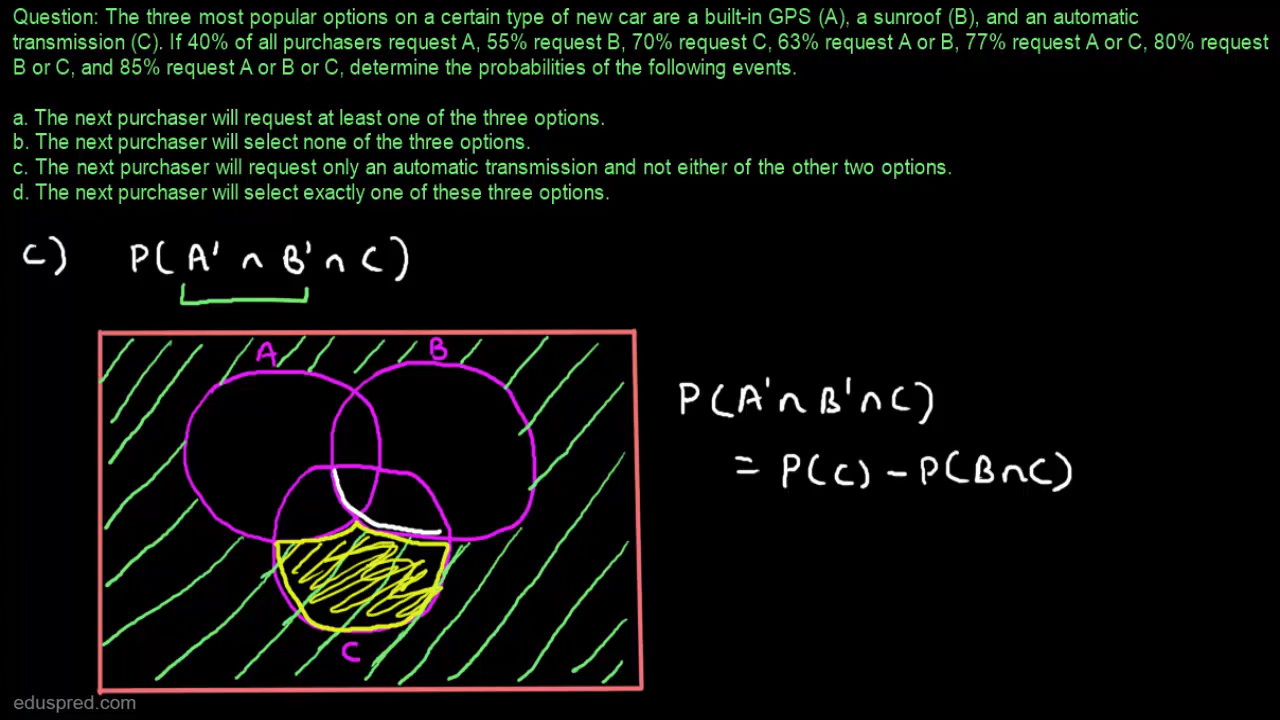 Question: The three most popular options on a certain type of new car are a built-in GPS (A), a sunroof (B), and an automatic
transmission (C). If 40% of all purchasers request A, 55% request B, 70% request C, 63% request A or B, 77% request A or C, 80% request
B or C, and 85% request A or B or C, determine the probabilities of the following events.
a. The next purchaser will request at least one of the three options.
b. The next purchaser will select none of the three options.
c. The next purchaser will request only an automatic transmission and not either of the other two options.
d. The next purchaser will select exactly one of these three options.
c) P(A' ∩ B' ∩ C)
A B
P(A' ∩ B' ∩ C)
= P(C) - P(B ∩ C)
C
eduspred.com